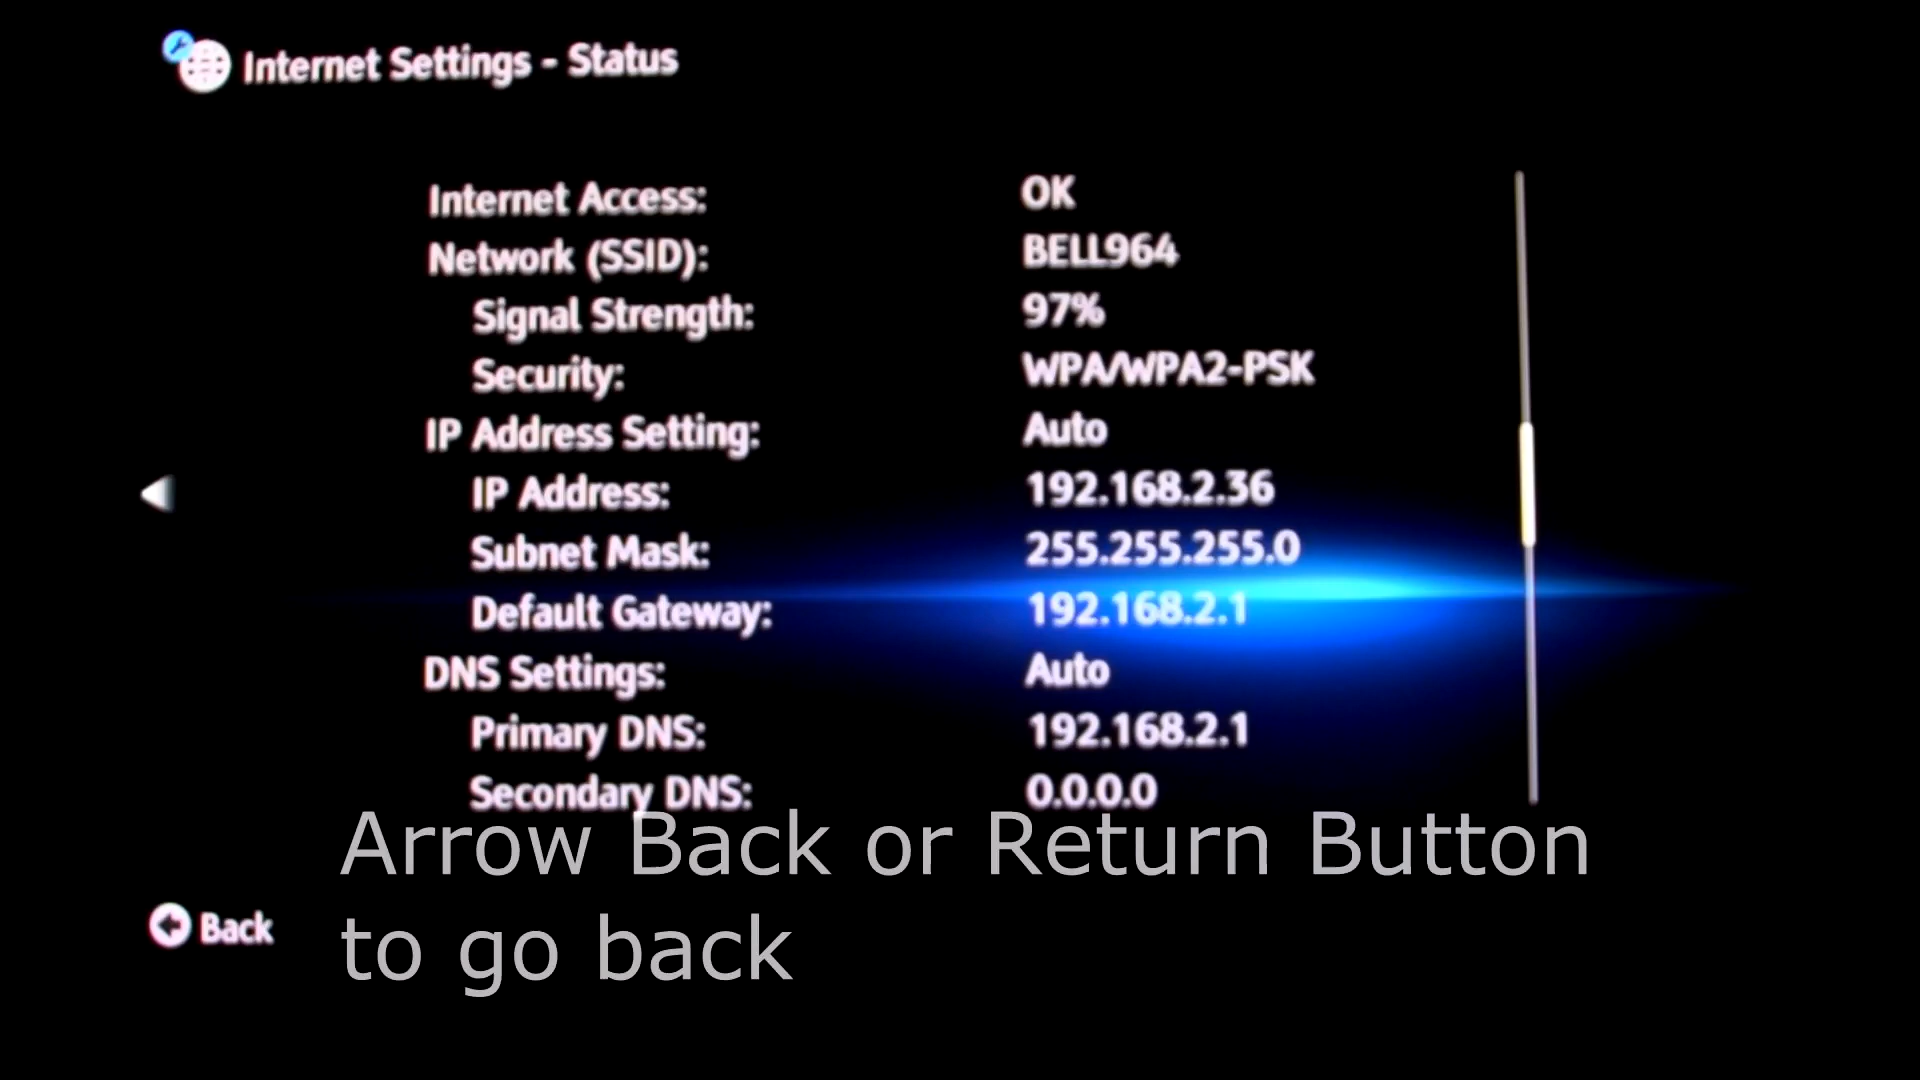 Internet Settings - Status
Internet Access: OK
Network (SSID): BELL964
Signal Strength: 97%
Security: WPA/WPA2-PSK
IP Address Setting: Auto
IP Address: 192.168.2.36
Subnet Mask: 255.255.255.0
Default Gateway: 192.168.2.1
DNS Settings: Auto
Primary DNS: 192.168.2.1
Secondary DNS: 0.0.0.0
Arrow Back or Return Button
to go back
Back